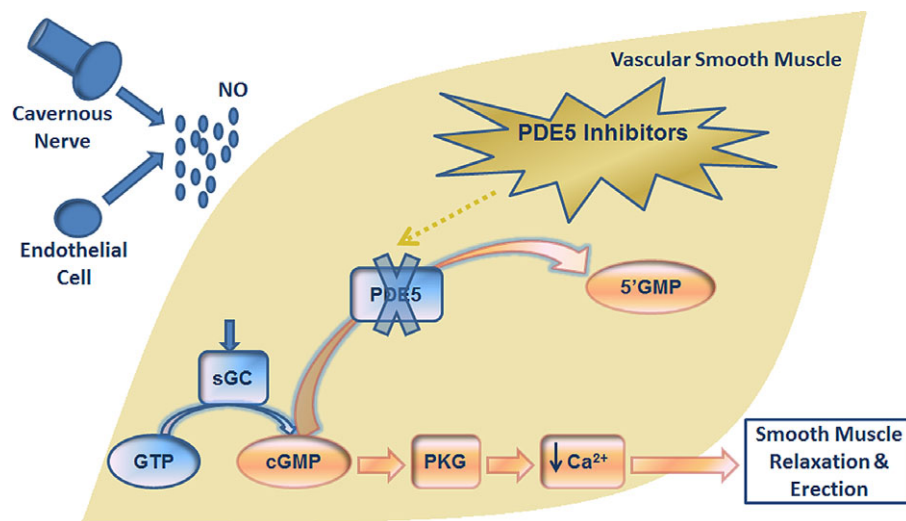 Vascular Smooth Muscle
NO
Cavernous
Nerve
PDE5 Inhibitors
Endothelial
Cell
PDE5
5'GMP
sGC
GTP
cGMP
PKG
↓Ca²⁺
Smooth Muscle
Relaxation &
Erection